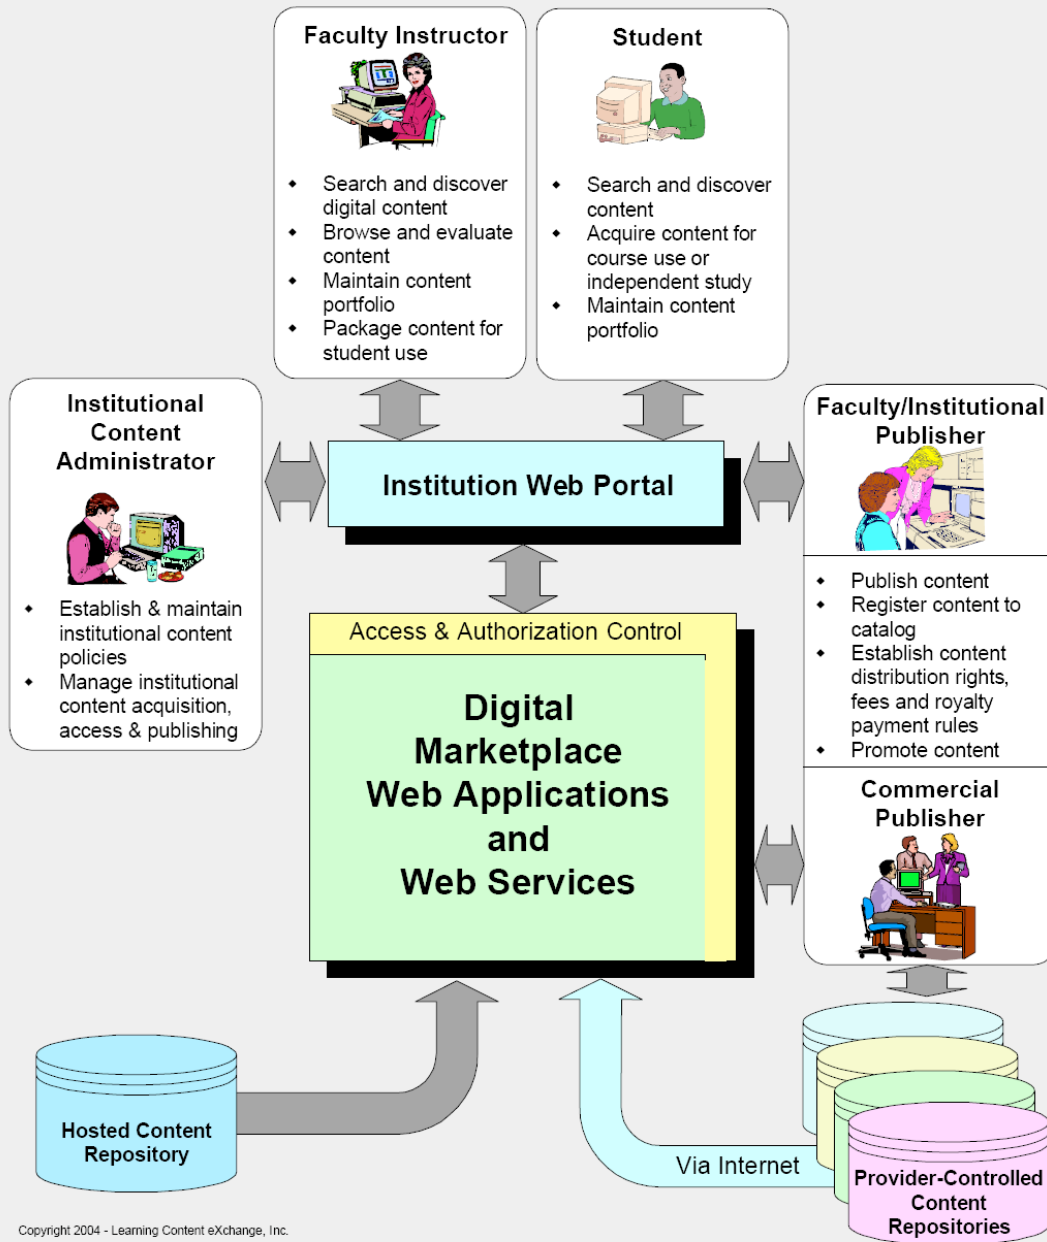 Faculty Instructor
◆ Search and discover
digital content
◆ Browse and evaluate
content
◆ Maintain content
portfolio
◆ Package content for
student use
Student
◆ Search and discover
content
◆ Acquire content for
course use or
independent study
◆ Maintain content
portfolio
Institutional
Content
Administrator
◆ Establish & maintain
institutional content
policies
◆ Manage institutional
content acquisition,
access & publishing
Institution Web Portal
Faculty/Institutional
Publisher
◆ Publish content
◆ Register content to
catalog
◆ Establish content
distribution rights,
fees and royalty
payment rules
◆ Promote content
Commercial
Publisher
Access & Authorization Control
Digital
Marketplace
Web Applications
and
Web Services
Hosted Content
Repository
Via Internet
Provider-Controlled
Content
Repositories
Copyright 2004 - Learning Content eXchange, Inc.